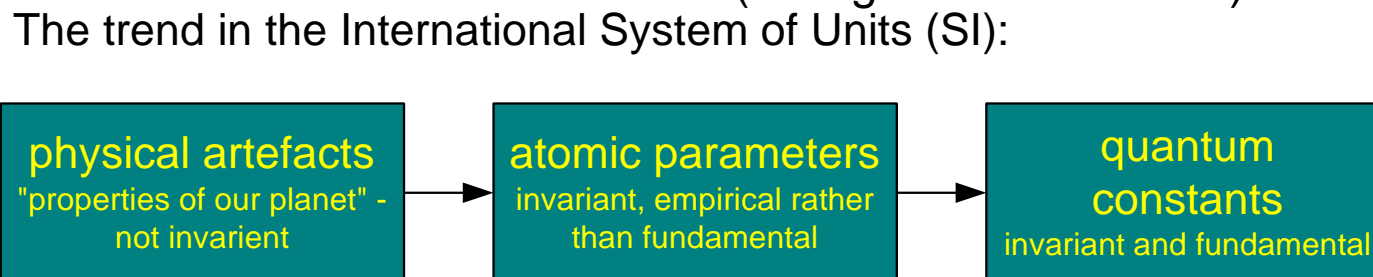 The trend in the International System of Units (SI):
physical artefacts
"properties of our planet" -
not invarient
atomic parameters
invariant, empirical rather
than fundamental
quantum
constants
invariant and fundamental